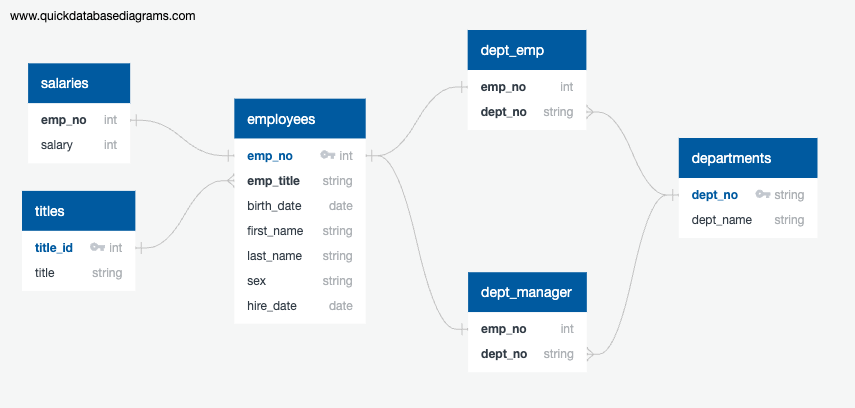 www.quickdatabasediagrams.com
salaries
emp_no int
salary int
titles
title_id int
title string
employees
emp_no int
emp_title string
birth_date date
first_name string
last_name string
sex string
hire_date date
dept_emp
emp_no int
dept_no string
dept_manager
emp_no int
dept_no string
departments
dept_no string
dept_name string